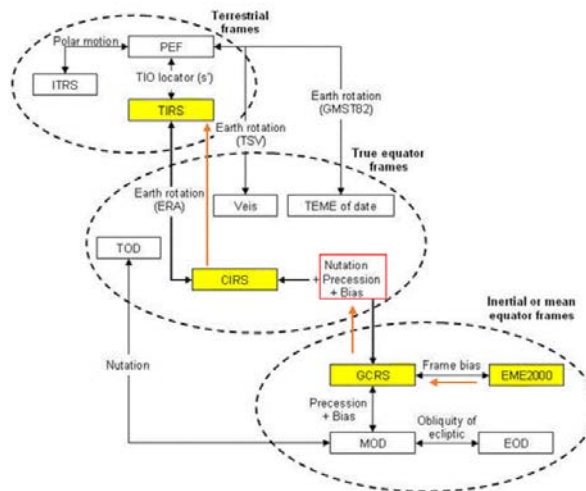 Terrestrial
frames
Polar motion
PEF
ITRS
TIO locator (s')
TIRS
Earth rotation
(GMST82)
Earth rotation
(TSV)
True equator
frames
Earth rotation
(ERA)
Veis
TEME of date
TOD
CIRS
Nutation
+ Precession
+ Bias
Inertial or mean
equator frames
Nutation
GCRS
Frame bias
EME2000
Precession
+ Bias
Obliquity of
ecliptic
MOD
EOD